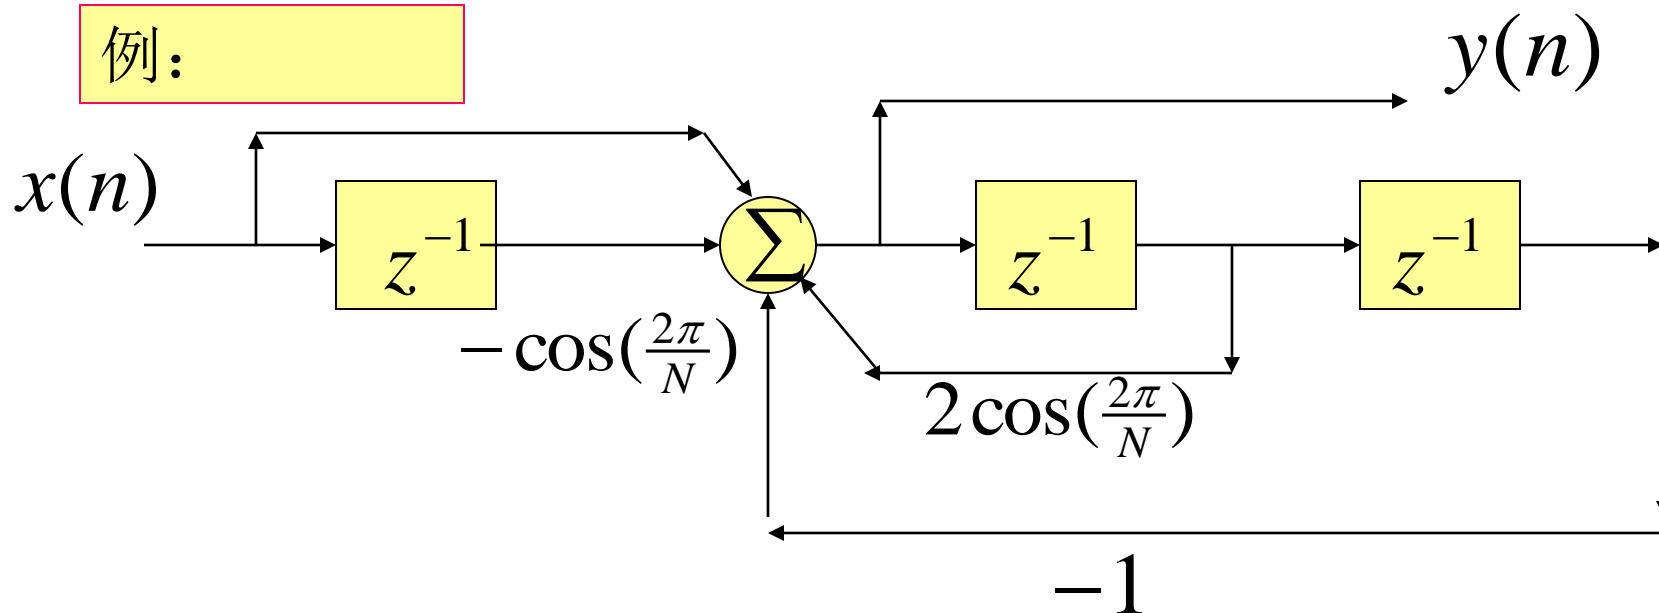 例：
y(n)
x(n)
z^{-1}
∑
z^{-1}
z^{-1}
−cos(2π/N)
2cos(2π/N)
−1